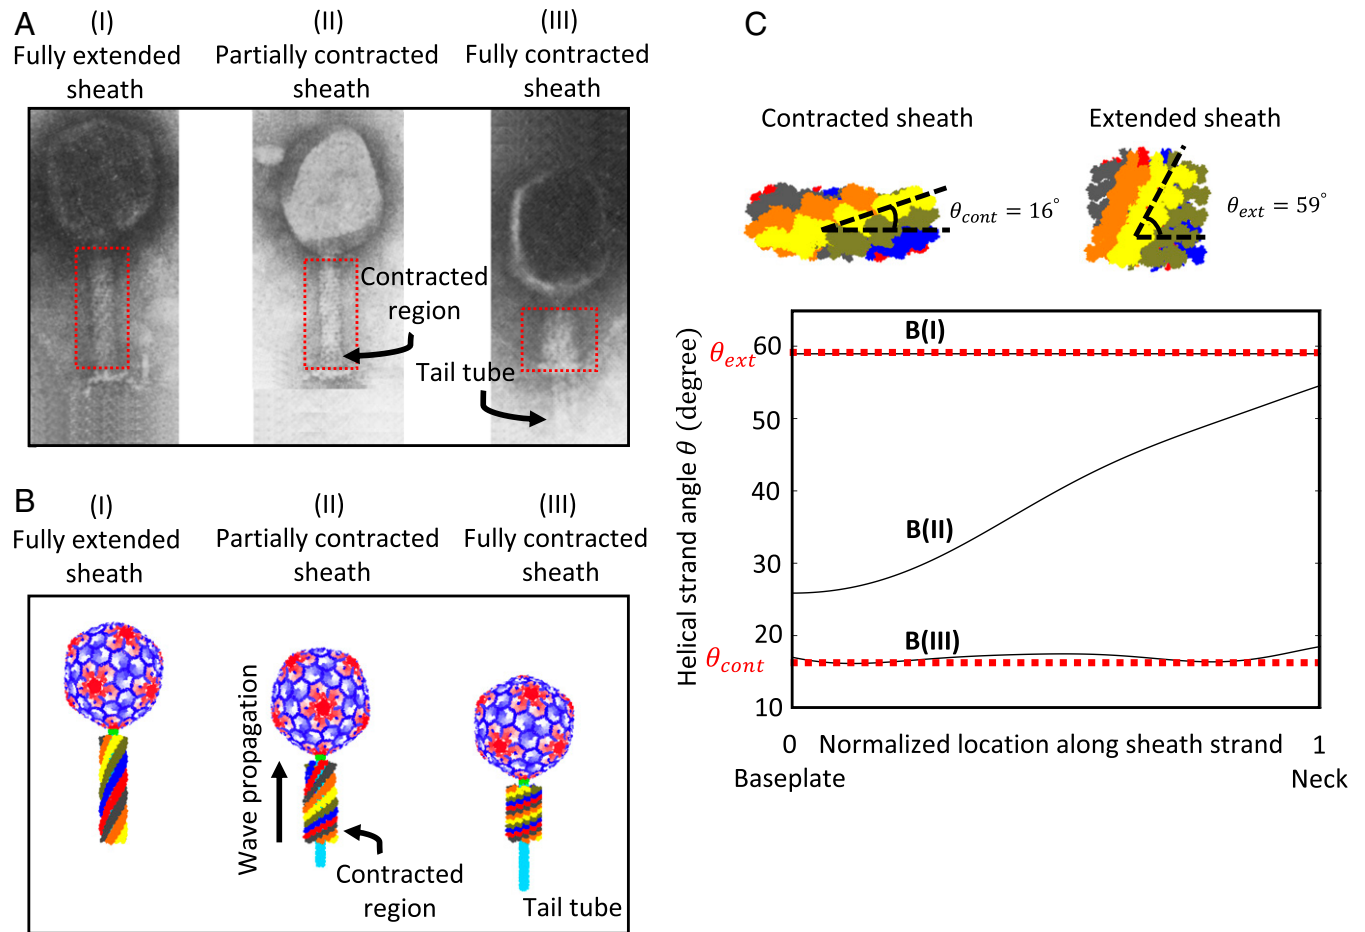 A
(I)
Fully extended
sheath
(II)
Partially contracted
sheath
(III)
Fully contracted
sheath
Contracted
region
Tail tube
B
(I)
Fully extended
sheath
(II)
Partially contracted
sheath
(III)
Fully contracted
sheath
Wave propagation
Contracted
region
Tail tube
C
Contracted sheath
θcont = 16°
Extended sheath
θext = 59°
Helical strand angle θ (degree)
60
50
40
30
20
10
θext
θcont
B(I)
B(II)
B(III)
0 Normalized location along sheath strand 1
Baseplate Neck